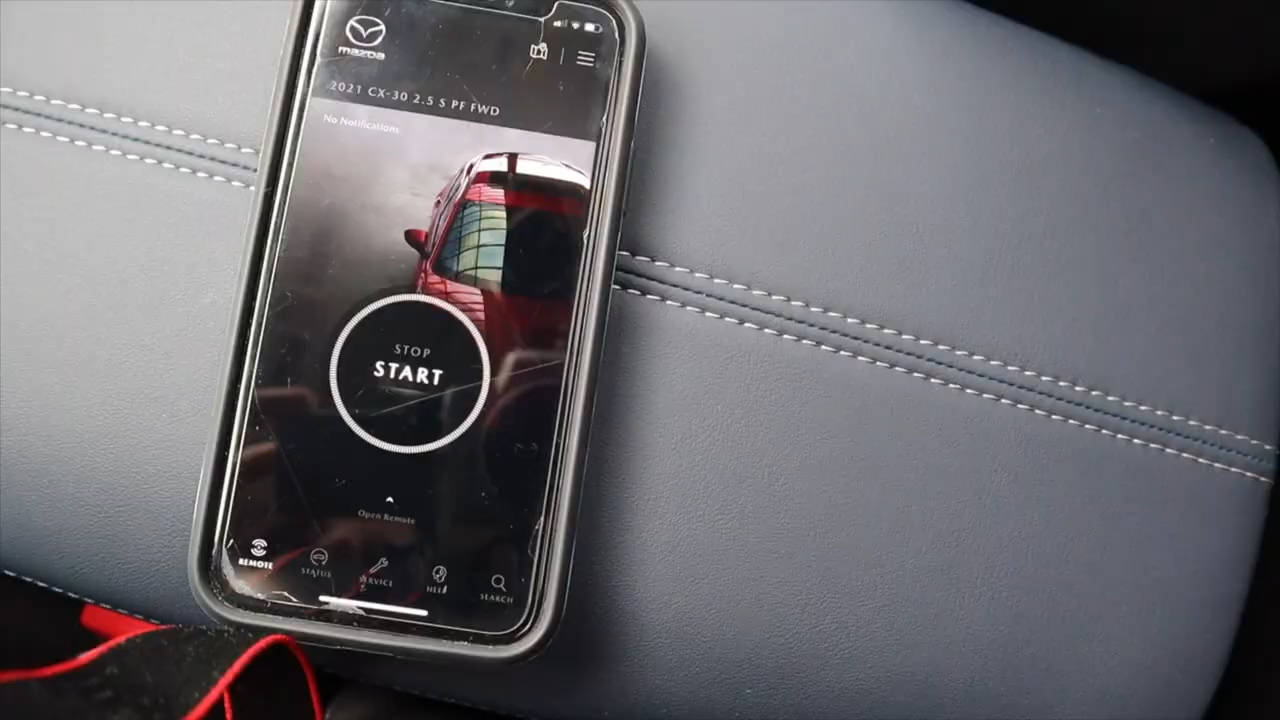 mazda
2021 CX-30 2.5 S PF FWD
No Notifications
STOP
START
Open Remote
REMOTE
STATUS
SERVICE
HELP
SEARCH